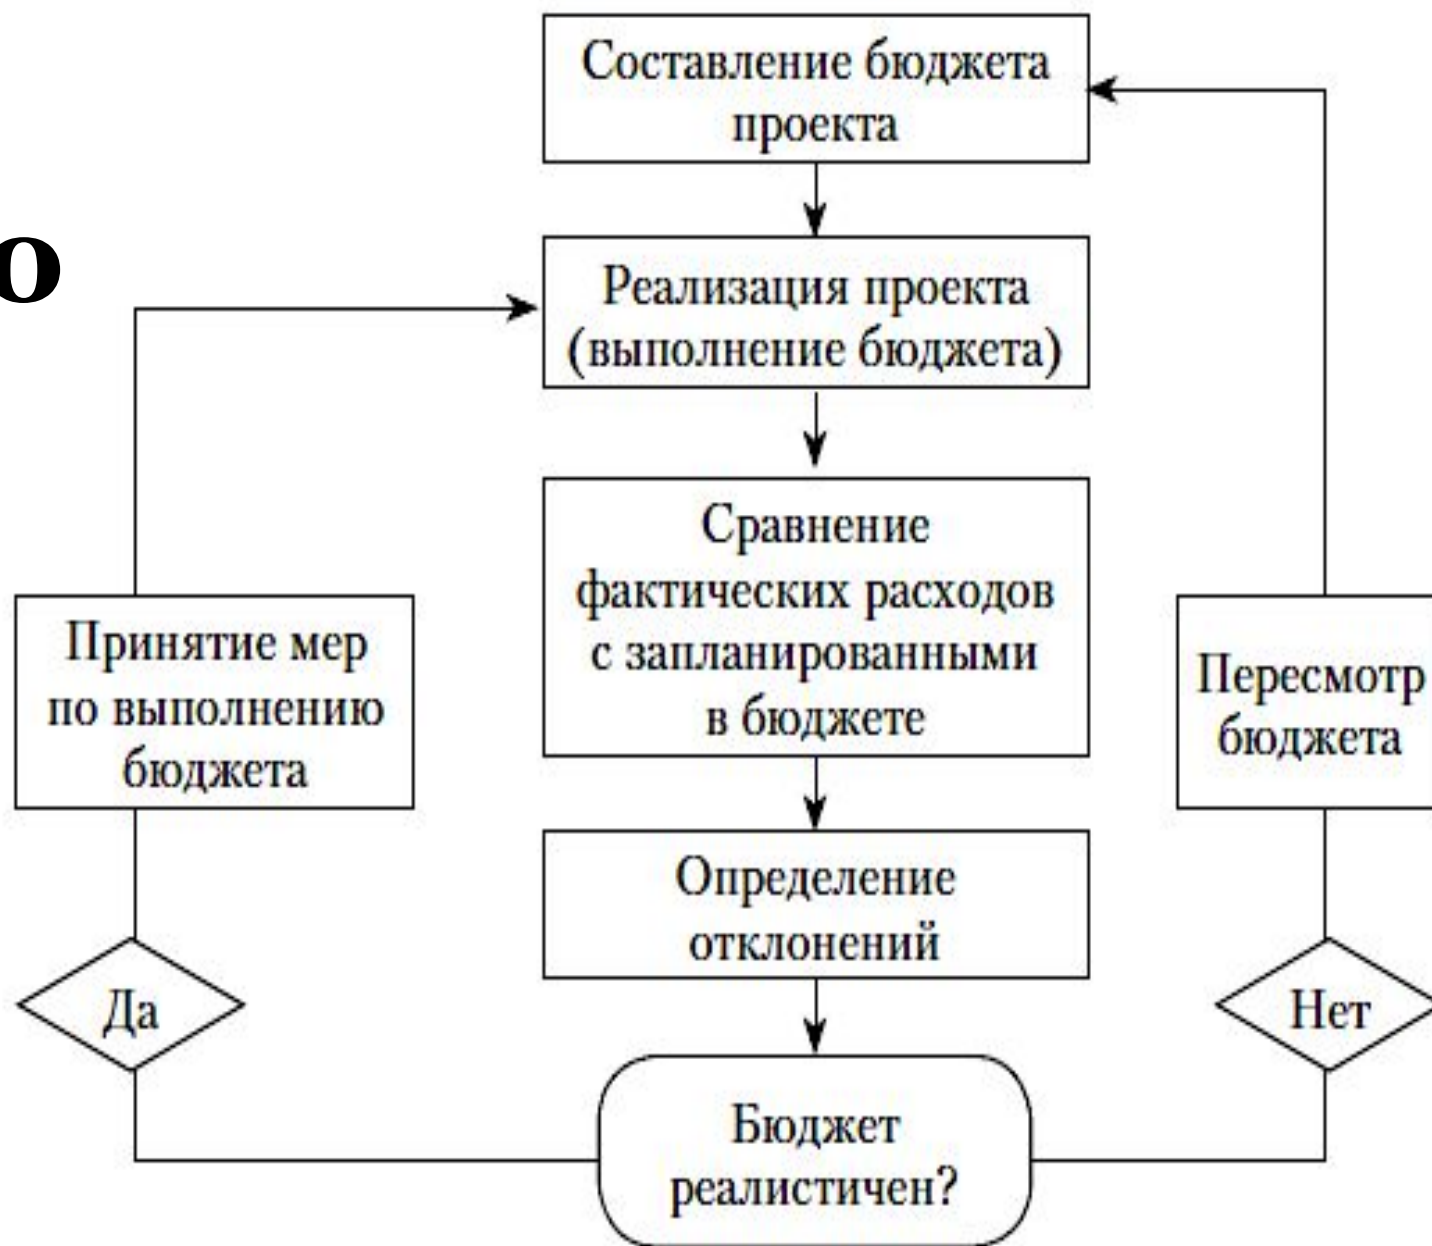 Составление бюджета
проекта
о
Реализация проекта
(выполнение бюджета)
Сравнение
фактических расходов
с запланированными
в бюджете
Принятие мер
по выполнению
бюджета
Пересмотр
бюджета
Определение
отклонений
Да
Нет
Бюджет
реалистичен?